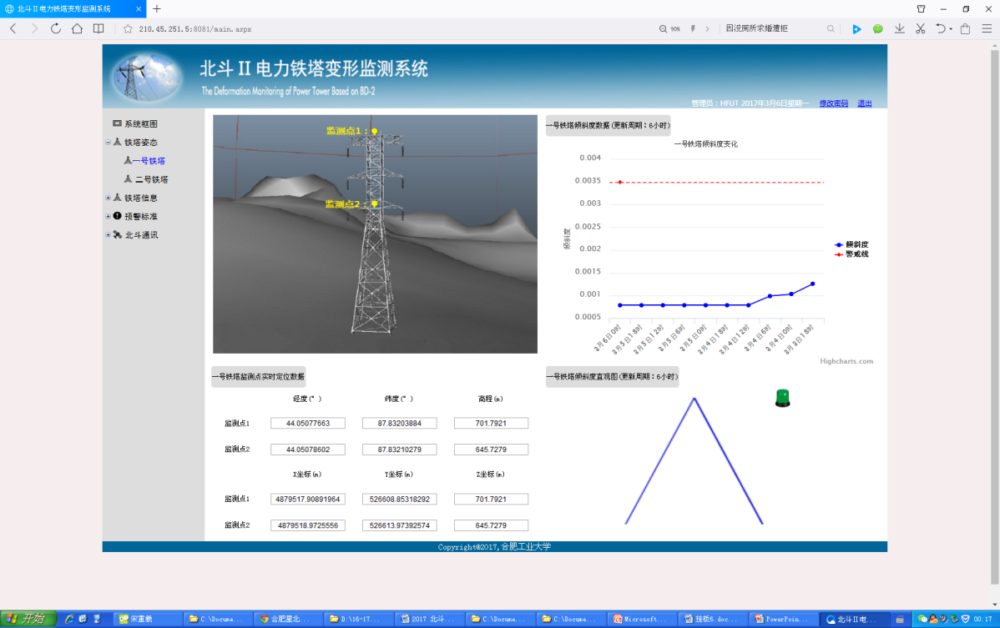 北斗II电力铁塔变形监测系统
210.45.251.5:8081/main.aspx
90%
因没厕所求婚遭拒
北斗 II 电力铁塔变形监测系统
The Deformation Monitoring of Power Tower Based on BD-2
管理员：HFUT 2017年3月6日星期一 修改密码 退出
系统框图
铁塔姿态
一号铁塔
二号铁塔
铁塔信息
预警标准
北斗通讯
监测点1：
监测点2：
一号铁塔倾斜度数据(更新周期：6小时)
一号铁塔倾斜度变化
0.004
0.0035
0.003
0.0025
0.002
0.0015
0.001
0.0005
倾斜度
倾斜度
警戒线
3月6日0时
3月5日18时
3月5日12时
3月5日6时
3月5日0时
3月4日18时
3月4日12时
3月4日6时
3月4日0时
3月3日18时
Highcharts.com
一号铁塔监测点实时定位数据
经度(° ) 纬度(° ) 高程(m)
监测点1 44.05077663 87.83203884 701.7921
监测点2 44.05078602 87.83210279 645.7279
X坐标(m) Y坐标(m) Z坐标(m)
监测点1 4879517.90891964 526608.85318292 701.7921
监测点2 4879518.9725556 526613.97392574 645.7279
一号铁塔倾斜度直观图(更新周期：6小时)
Copyright©2017,合肥工业大学
开始
C:\Docume...
合肥星北...
D:\16-17...
2017 北斗...
C:\Docume...
C:\Docume...
Microsoft...
挂板6.doc...
PowerPoin...
北斗II电...
00:17